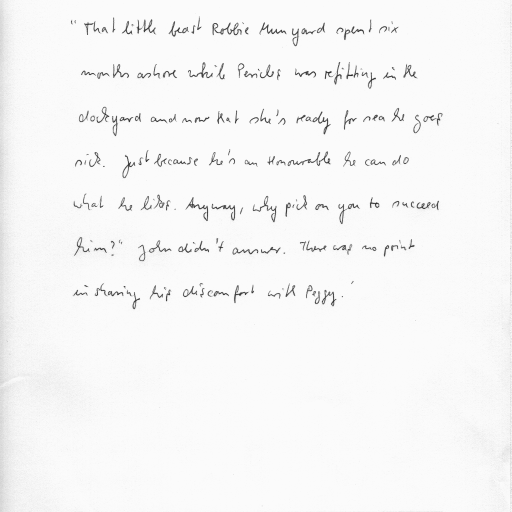 "That little beast Robbie Munyard spent six
months ashore while Pericles was refitting in the
dockyard and now that she's ready for sea he goes
sick. Just because he's an Honourable he can do
what he likes. Anyway, why pick on you to succeed
him?" John didn't answer. There was no point
in sharing his discomfort with Peggy.'